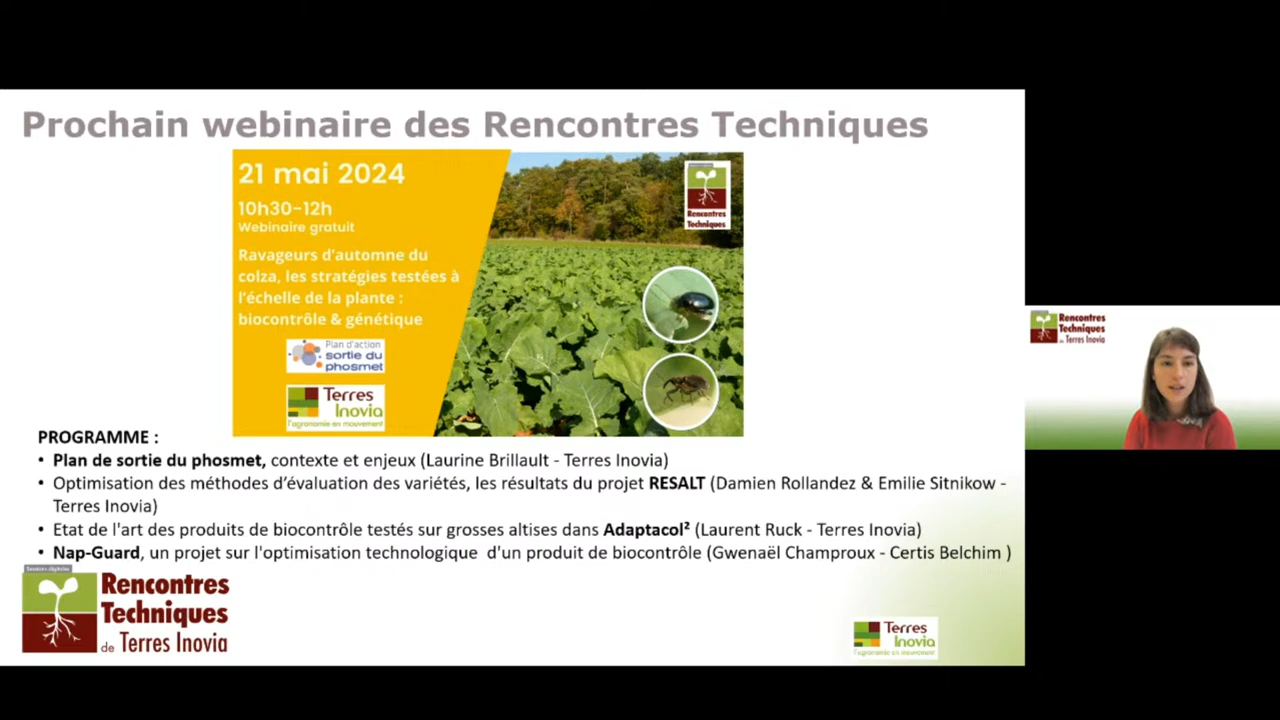 Prochain webinaire des Rencontres Techniques
21 mai 2024
10h30-12h
Webinaire gratuit
Ravageurs d'automne du
colza, les stratégies testées à
l'échelle de la plante :
biocontrôle & génétique
Plan d'action
sortie du
phosmet
Terres
Inovia
l'agronomie en mouvement
Rencontres
Techniques
PROGRAMME :
• Plan de sortie du phosmet, contexte et enjeux (Laurine Brillault - Terres Inovia)
• Optimisation des méthodes d'évaluation des variétés, les résultats du projet RESALT (Damien Rollandez & Emilie Sitnikow -
Terres Inovia)
• Etat de l'art des produits de biocontrôle testés sur grosses altises dans Adaptacol² (Laurent Ruck - Terres Inovia)
• Nap-Guard, un projet sur l'optimisation technologique d'un produit de biocontrôle (Gwenaël Champroux - Certis Belchim )
Sessions digitales
Rencontres
Techniques
de Terres Inovia
Terres
Inovia
l'agronomie en mouvement
Rencontres
Techniques
de Terres Inovia